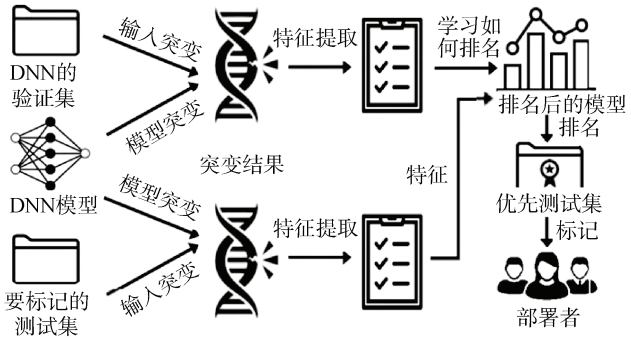 DNN的
验证集
输入突变
特征提取
学习如
何排名
模型突变
排名后的模型
排名
突变结果
特征
DNN模型
模型突变
优先测试集
特征提取
标记
输入突变
要标记的
测试集
部署者